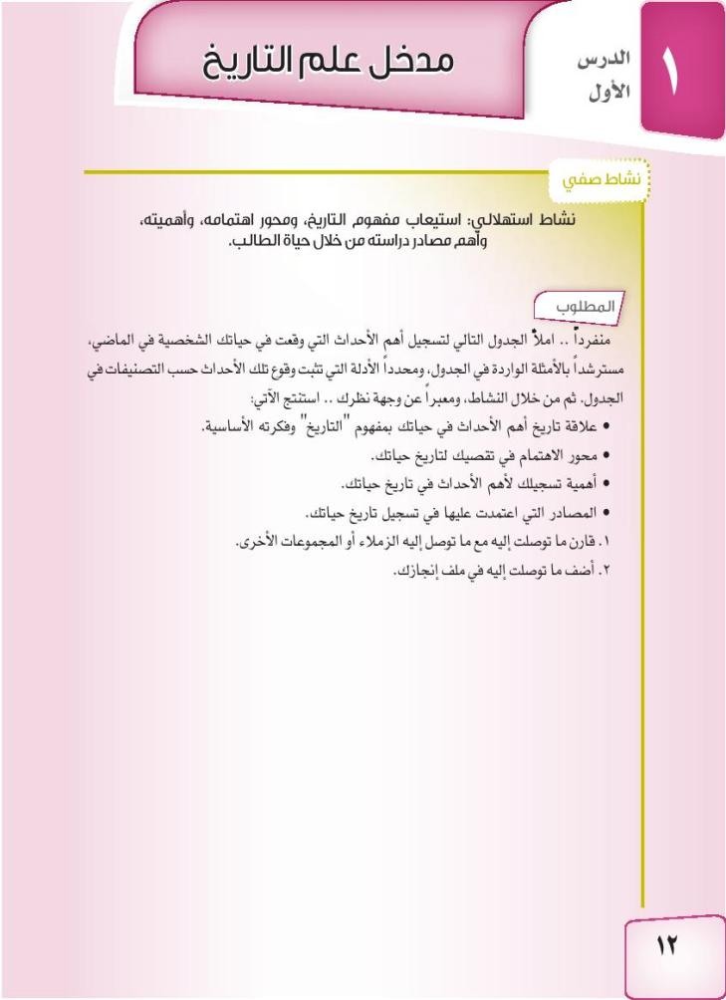 ١
الدرس
الأول
مدخل علم التاريخ
نشاط صفي
نشاط استهلالي: استيعاب مفهوم التاريخ، ومحور اهتمامه، وأهميته،
وأهم مصادر دراسته من خلال حياة الطالب.
المطلوب
منفرداً .. املأ الجدول التالي لتسجيل أهم الأحداث التي وقعت في حياتك الشخصية في الماضي،
مسترشداً بالأمثلة الواردة في الجدول، ومحدداً الأدلة التي تثبت وقوع تلك الأحداث حسب التصنيفات في
الجدول. ثم من خلال النشاط، ومعبراً عن وجهة نظرك .. استنتج الآتي:
• علاقة تاريخ أهم الأحداث في حياتك بمفهوم "التاريخ" وفكرته الأساسية.
• محور الاهتمام في تقصيك لتاريخ حياتك.
• أهمية تسجيلك لأهم الأحداث في تاريخ حياتك.
• المصادر التي اعتمدت عليها في تسجيل تاريخ حياتك.
١. قارن ما توصلت إليه مع ما توصل إليه الزملاء أو المجموعات الأخرى.
٢. أضف ما توصلت إليه في ملف إنجازك.
١٢